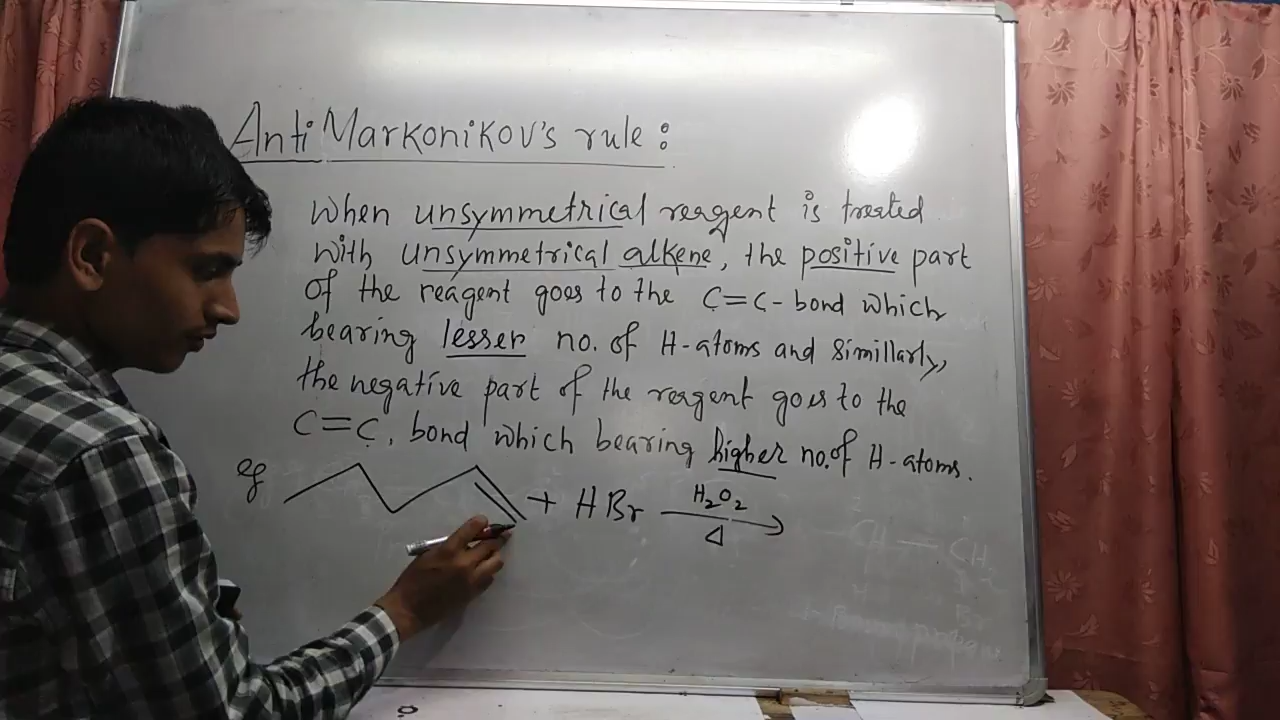 Anti Markonikov's rule:
When unsymmetrical reagent is treated
with unsymmetrical alkene, the positive part
of the reagent goes to the C=C-bond which
bearing lesser no. of H-atoms and Simillarly,
the negative part of the reagent goes to the
C=C, bond which bearing higher no. of H-atoms.
eg + HBr H2O2
Δ